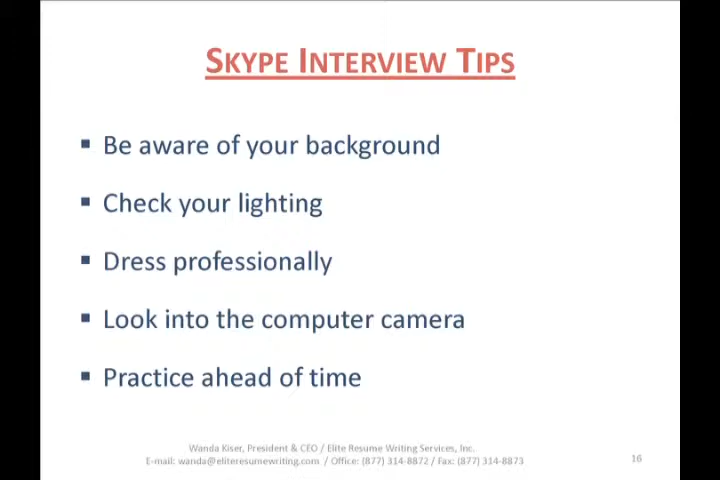 SKYPE INTERVIEW TIPS
▪ Be aware of your background
▪ Check your lighting
▪ Dress professionally
▪ Look into the computer camera
▪ Practice ahead of time
Wanda Kiser, President & CEO / Elite Resume Writing Services, Inc.
E-mail: wanda@eliteresumewriting.com / Office: (877) 314-8872 / Fax: (877) 314-8873
16